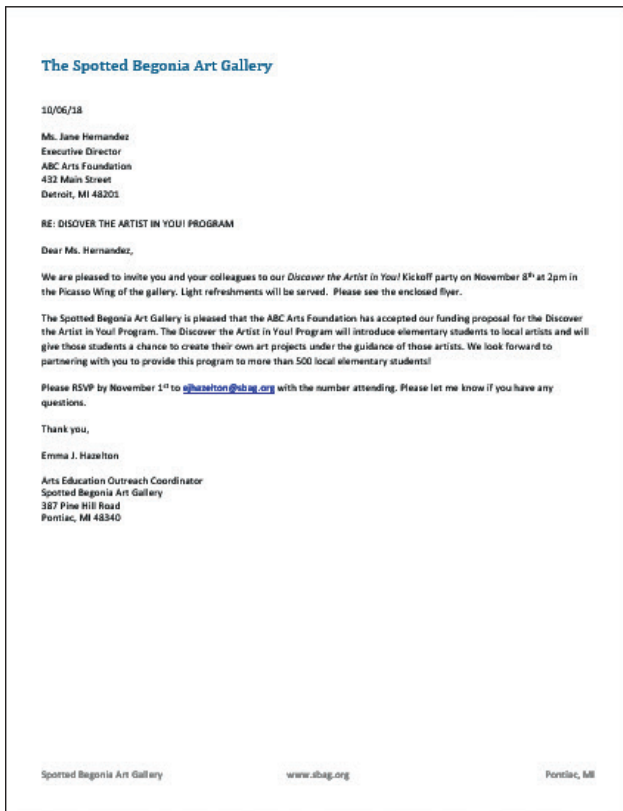 The Spotted Begonia Art Gallery
10/06/18
Ms. Jane Hernandez
Executive Director
ABC Arts Foundation
432 Main Street
Detroit, MI 48201
RE: DISOVER THE ARTIST IN YOU! PROGRAM
Dear Ms. Hernandez,
We are pleased to invite you and your colleagues to our Discover the Artist in You! Kickoff party on November 8th at 2pm in
the Picasso Wing of the gallery. Light refreshments will be served. Please see the enclosed flyer.
The Spotted Begonia Art Gallery is pleased that the ABC Arts Foundation has accepted our funding proposal for the Discover
the Artist in You! Program. The Discover the Artist in You! Program will introduce elementary students to local artists and will
give those students a chance to create their own art projects under the guidance of those artists. We look forward to
partnering with you to provide this program to more than 500 local elementary students!
Please RSVP by November 1st to ejhazelton@sbag.org with the number attending. Please let me know if you have any
questions.
Thank you,
Emma J. Hazelton
Arts Education Outreach Coordinator
Spotted Begonia Art Gallery
387 Pine Hill Road
Pontiac, MI 48340
Spotted Begonia Art Gallery www.sbag.org Pontiac, MI